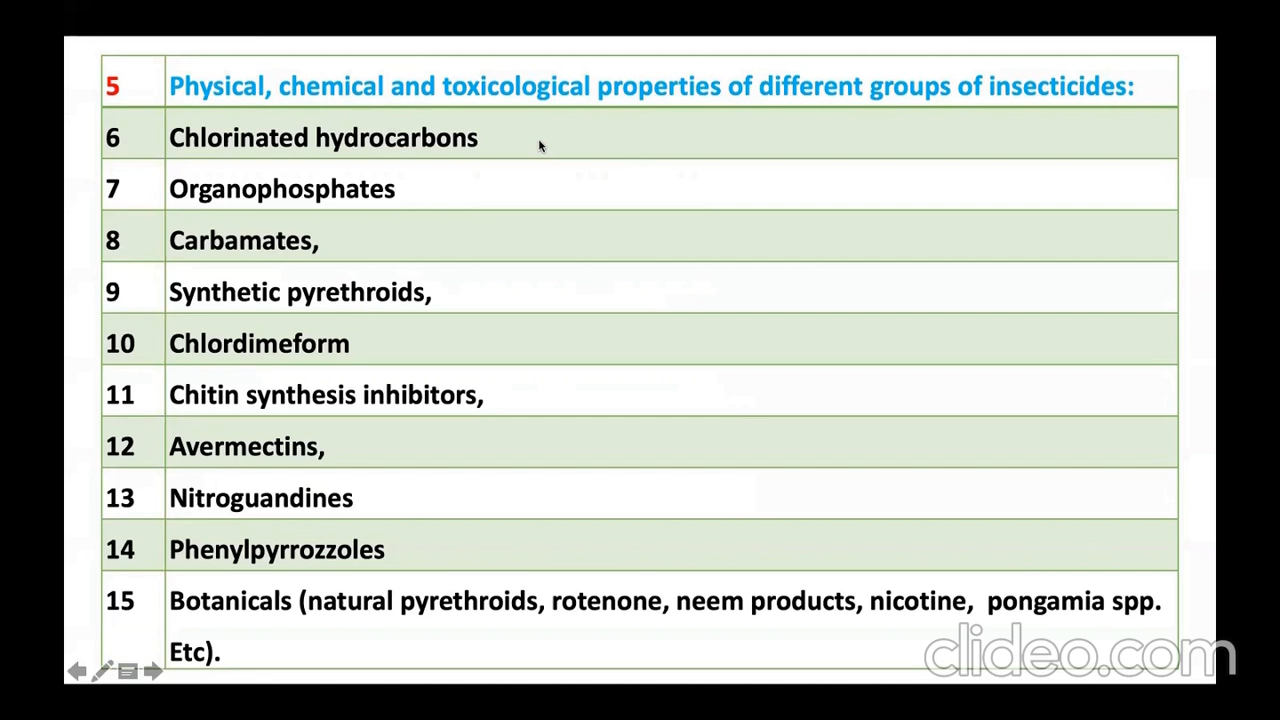 5 Physical, chemical and toxicological properties of different groups of insecticides:
6 Chlorinated hydrocarbons
7 Organophosphates
8 Carbamates,
9 Synthetic pyrethroids,
10 Chlordimeform
11 Chitin synthesis inhibitors,
12 Avermectins,
13 Nitroguandines
14 Phenylpyrrozzoles
15 Botanicals (natural pyrethroids, rotenone, neem products, nicotine, pongamia spp.
Etc).
clideo.com